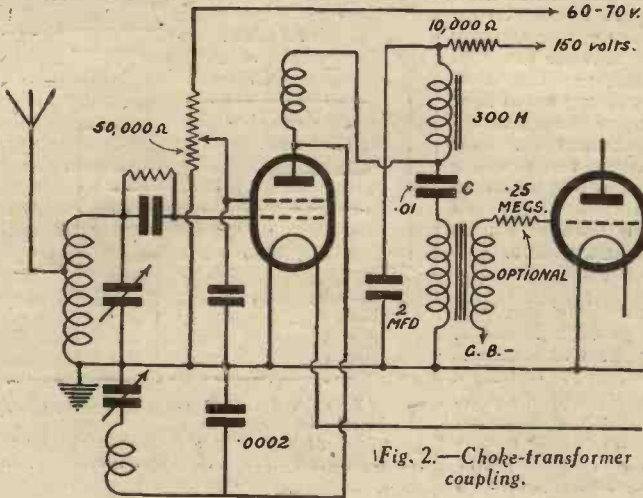 60-70 v.
10,000 Ω
150 volts.
50,000 Ω
300 H
.01
C
.25
MEGS.
OPTIONAL
2
MFD
G.B.-
.0002
Fig. 2.—Choke-transformer
coupling.